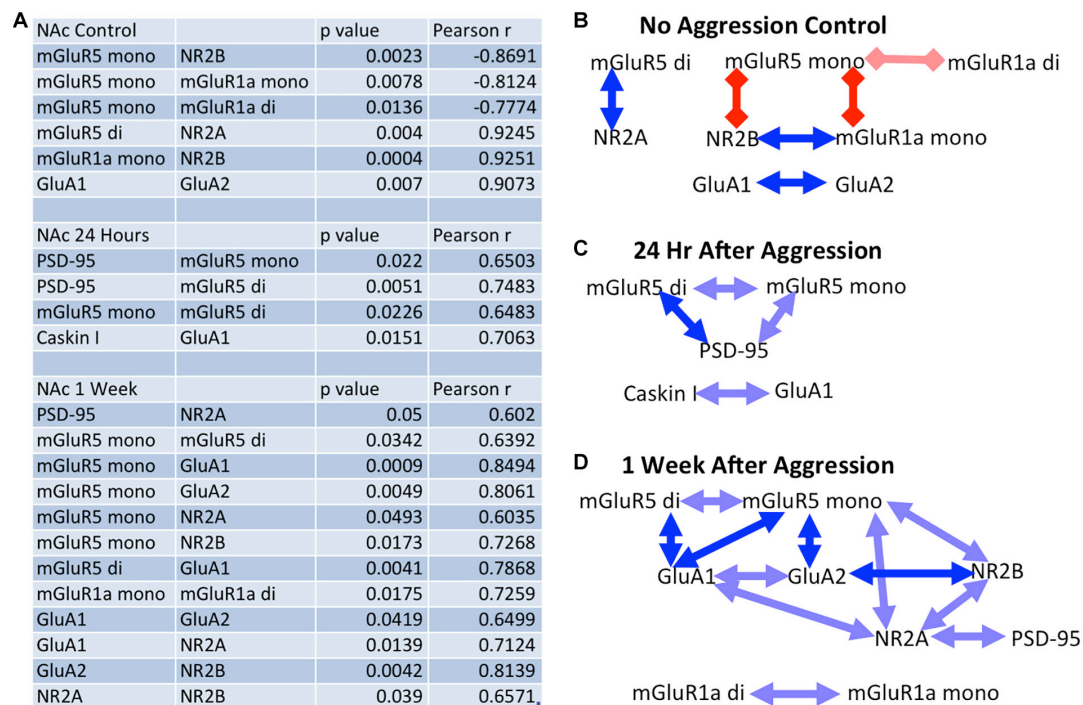 A
NAc Control p value Pearson r
mGluR5 mono NR2B 0.0023 -0.8691
mGluR5 mono mGluR1a mono 0.0078 -0.8124
mGluR5 mono mGluR1a di 0.0136 -0.7774
mGluR5 di NR2A 0.004 0.9245
mGluR1a mono NR2B 0.0004 0.9251
GluA1 GluA2 0.007 0.9073
NAc 24 Hours p value Pearson r
PSD-95 mGluR5 mono 0.022 0.6503
PSD-95 mGluR5 di 0.0051 0.7483
mGluR5 mono mGluR5 di 0.0226 0.6483
Caskin I GluA1 0.0151 0.7063
NAc 1 Week p value Pearson r
PSD-95 NR2A 0.05 0.602
mGluR5 mono mGluR5 di 0.0342 0.6392
mGluR5 mono GluA1 0.0009 0.8494
mGluR5 mono GluA2 0.0049 0.8061
mGluR5 mono NR2A 0.0493 0.6035
mGluR5 mono NR2B 0.0173 0.7268
mGluR5 di GluA1 0.0041 0.7868
mGluR1a mono mGluR1a di 0.0175 0.7259
GluA1 GluA2 0.0419 0.6499
GluA1 NR2A 0.0139 0.7124
GluA2 NR2B 0.0042 0.8139
NR2A NR2B 0.039 0.6571
B No Aggression Control
mGluR5 di mGluR5 mono mGluR1a di
NR2A NR2B mGluR1a mono
GluA1 GluA2
C 24 Hr After Aggression
mGluR5 di mGluR5 mono
PSD-95
Caskin I GluA1
D 1 Week After Aggression
mGluR5 di mGluR5 mono
GluA1 GluA2 NR2B
NR2A PSD-95
mGluR1a di mGluR1a mono